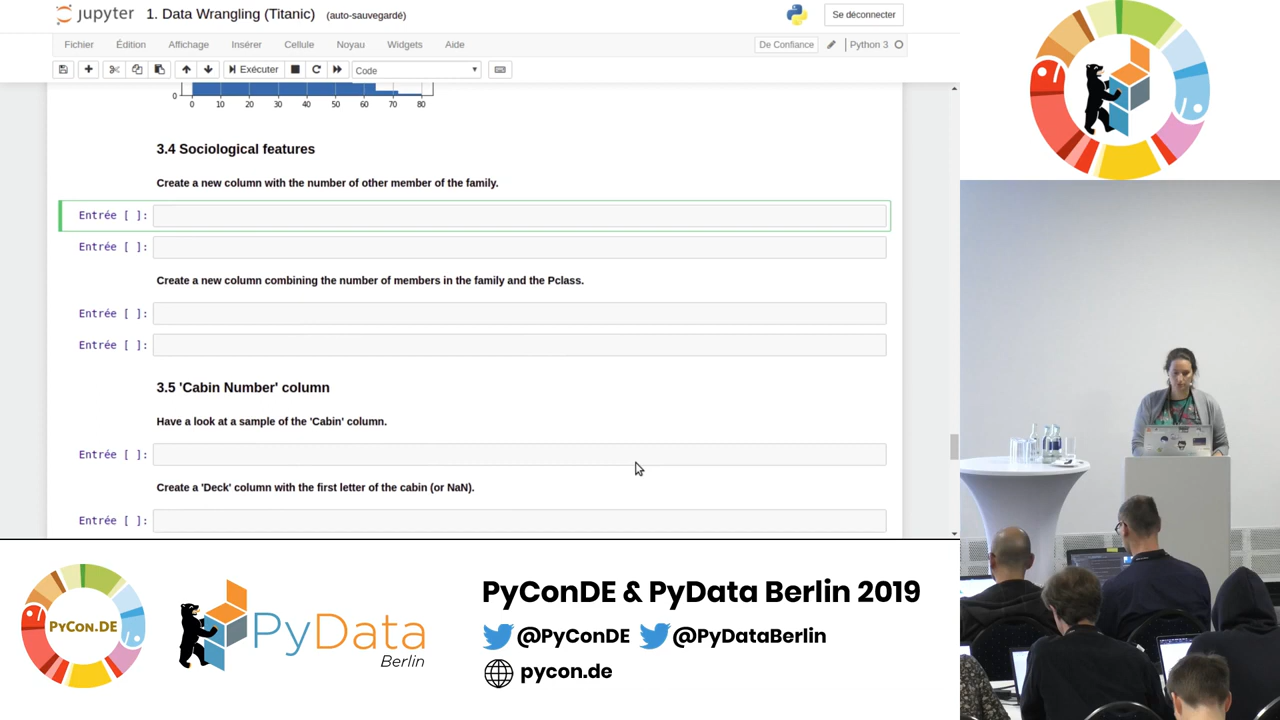 jupyter 1. Data Wrangling (Titanic) (auto-sauvegardé)
Se déconnecter
Fichier Édition Affichage Insérer Cellule Noyau Widgets Aide
De Confiance Python 3
Exécuter Code
0
0 10 20 30 40 50 60 70 80
3.4 Sociological features
Create a new column with the number of other member of the family.
Entrée [ ]:
Entrée [ ]:
Create a new column combining the number of members in the family and the Pclass.
Entrée [ ]:
Entrée [ ]:
3.5 'Cabin Number' column
Have a look at a sample of the 'Cabin' column.
Entrée [ ]:
Create a 'Deck' column with the first letter of the cabin (or NaN).
Entrée [ ]:
PyCon.DE
PyData
Berlin
PyConDE & PyData Berlin 2019
@PyConDE @PyDataBerlin
pycon.de